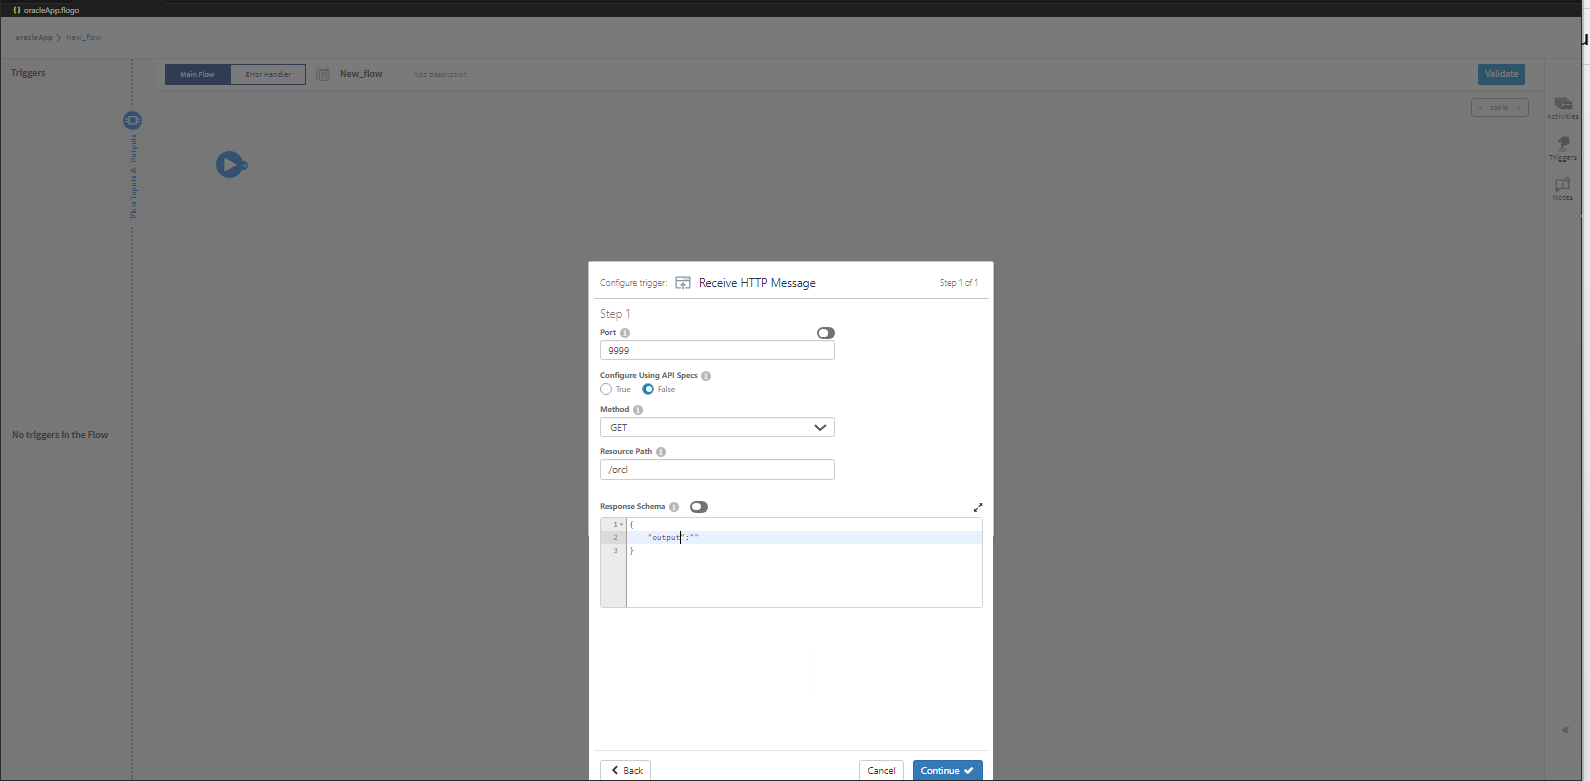 oracleApp.flogo
oracleApp > New_flow
Triggers
Main Flow
Error Handler
New_flow
Add description
Validate
- 100 % +
Activities
Triggers
Notes
Flow Inputs & Outputs
No triggers in the Flow
Configure trigger:
Receive HTTP Message
Step 1 of 1
Step 1
Port
9999
Configure Using API Specs
True
False
Method
GET
Resource Path
/orcl
Response Schema
1 {
2 "output":""
3 }
Back
Cancel
Continue